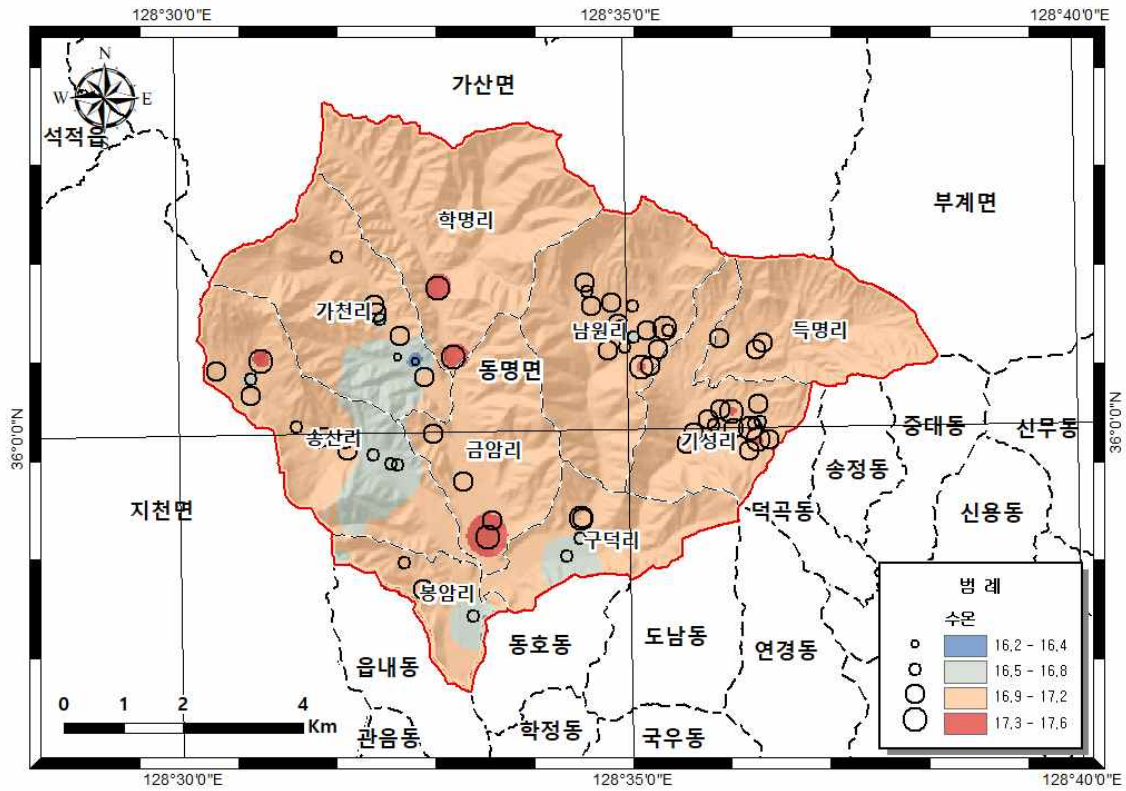 128°30'0"E 128°35'0"E 128°40'0"E
N
W E
S
가산면
석적읍
부계면
학명리
가천리
남원리
득명리
동명면
36°0'0"N
36°0'0"N
송산리
금암리
기성리
중대동
신무동
송정동
지천면
덕곡동
신용동
구덕리
봉암리
동호동
도남동
연경동
읍내동
학정동
관음동
국우동
0 1 2 4
Km
범 례
수온
16.2 - 16.4
16.5 - 16.8
16.9 - 17.2
17.3 - 17.6
128°30'0"E 128°35'0"E 128°40'0"E